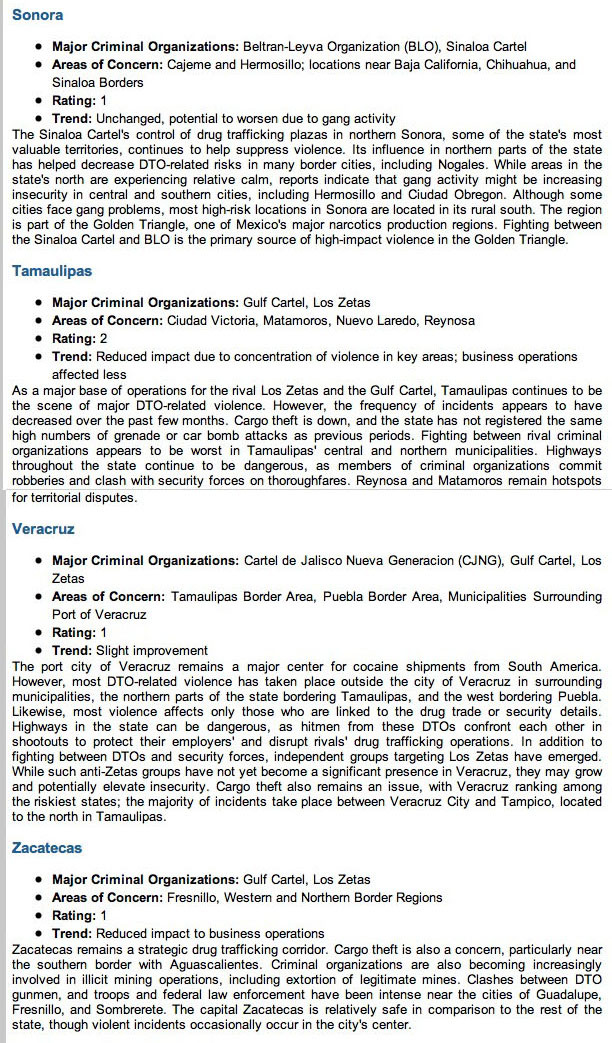 Sonora
• Major Criminal Organizations: Beltran-Leyva Organization (BLO), Sinaloa Cartel
• Areas of Concern: Cajeme and Hermosillo; locations near Baja California, Chihuahua, and
Sinaloa Borders
• Rating: 1
• Trend: Unchanged, potential to worsen due to gang activity
The Sinaloa Cartel's control of drug trafficking plazas in northern Sonora, some of the state's most
valuable territories, continues to help suppress violence. Its influence in northern parts of the state
has helped decrease DTO-related risks in many border cities, including Nogales. While areas in the
state's north are experiencing relative calm, reports indicate that gang activity might be increasing
insecurity in central and southern cities, including Hermosillo and Ciudad Obregon. Although some
cities face gang problems, most high-risk locations in Sonora are located in its rural south. The region
is part of the Golden Triangle, one of Mexico's major narcotics production regions. Fighting between
the Sinaloa Cartel and BLO is the primary source of high-impact violence in the Golden Triangle.
Tamaulipas
• Major Criminal Organizations: Gulf Cartel, Los Zetas
• Areas of Concern: Ciudad Victoria, Matamoros, Nuevo Laredo, Reynosa
• Rating: 2
• Trend: Reduced impact due to concentration of violence in key areas; business operations
affected less
As a major base of operations for the rival Los Zetas and the Gulf Cartel, Tamaulipas continues to be
the scene of major DTO-related violence. However, the frequency of incidents appears to have
decreased over the past few months. Cargo theft is down, and the state has not registered the same
high numbers of grenade or car bomb attacks as previous periods. Fighting between rival criminal
organizations appears to be worst in Tamaulipas' central and northern municipalities. Highways
throughout the state continue to be dangerous, as members of criminal organizations commit
robberies and clash with security forces on thoroughfares. Reynosa and Matamoros remain hotspots
for territorial disputes.
Veracruz
• Major Criminal Organizations: Cartel de Jalisco Nueva Generacion (CJNG), Gulf Cartel, Los
Zetas
• Areas of Concern: Tamaulipas Border Area, Puebla Border Area, Municipalities Surrounding
Port of Veracruz
• Rating: 1
• Trend: Slight improvement
The port city of Veracruz remains a major center for cocaine shipments from South America.
However, most DTO-related violence has taken place outside the city of Veracruz in surrounding
municipalities, the northern parts of the state bordering Tamaulipas, and the west bordering Puebla.
Likewise, most violence affects only those who are linked to the drug trade or security details.
Highways in the state can be dangerous, as hitmen from these DTOs confront each other in
shootouts to protect their employers' and disrupt rivals' drug trafficking operations. In addition to
fighting between DTOs and security forces, independent groups targeting Los Zetas have emerged.
While such anti-Zetas groups have not yet become a significant presence in Veracruz, they may grow
and potentially elevate insecurity. Cargo theft also remains an issue, with Veracruz ranking among
the riskiest states; the majority of incidents take place between Veracruz City and Tampico, located
to the north in Tamaulipas.
Zacatecas
• Major Criminal Organizations: Gulf Cartel, Los Zetas
• Areas of Concern: Fresnillo, Western and Northern Border Regions
• Rating: 1
• Trend: Reduced impact to business operations
Zacatecas remains a strategic drug trafficking corridor. Cargo theft is also a concern, particularly near
the southern border with Aguascalientes. Criminal organizations are also becoming increasingly
involved in illicit mining operations, including extortion of legitimate mines. Clashes between DTO
gunmen, and troops and federal law enforcement have been intense near the cities of Guadalupe,
Fresnillo, and Sombrerete. The capital Zacatecas is relatively safe in comparison to the rest of the
state, though violent incidents occasionally occur in the city's center.